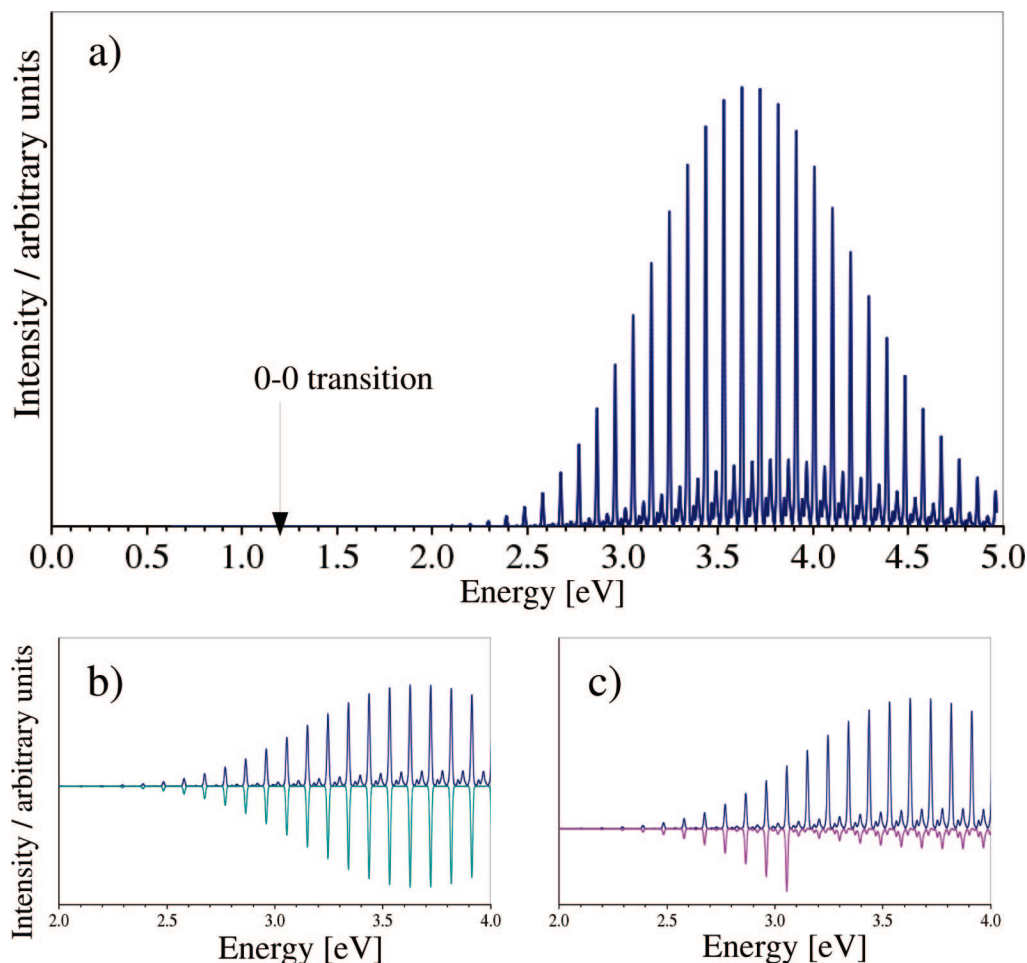 Intensity / arbitrary units
a)
0-0 transition
0.0 0.5 1.0 1.5 2.0 2.5 3.0 3.5 4.0 4.5 5.0
Energy [eV]
Intensity / arbitrary units
b)
2.0 2.5 3.0 3.5 4.0
Energy [eV]
c)
2.0 2.5 3.0 3.5 4.0
Energy [eV]